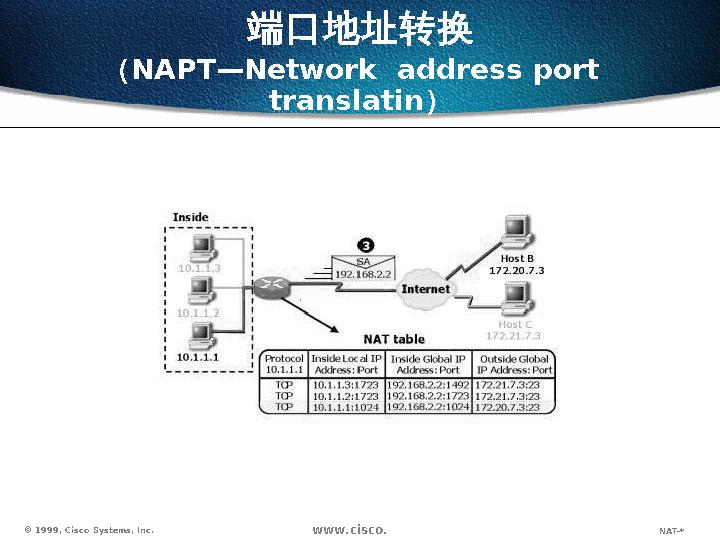 端口地址转换
(NAPT—Network address port
translatin)
Inside
10.1.1.3
10.1.1.2
10.1.1.1
3
SA
192.168.2.2
Internet
Host B
172.20.7.3
Host C
172.21.7.3
NAT table
Protocol Inside Local IP Inside Global IP Outside Global
10.1.1.1 Address: Port Address: Port IP Address: Port
TCP 10.1.1.3:1723 192.168.2.2:1492 172.21.7.3:23
TCP 10.1.1.2:1723 192.168.2.2:1723 172.21.7.3:23
TCP 10.1.1.1:1024 192.168.2.2:1024 172.20.7.3:23
© 1999, Cisco Systems, Inc. www.cisco. NAT-*